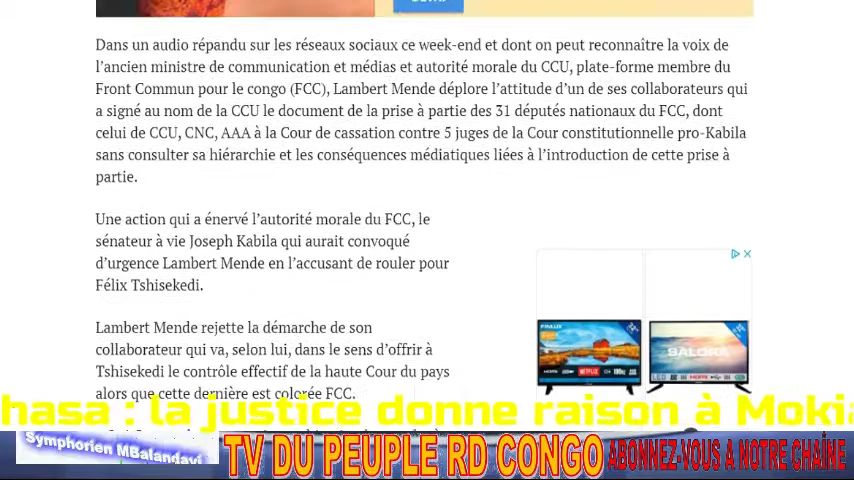 Dans un audio répandu sur les réseaux sociaux ce week-end et dont on peut reconnaître la voix de
l'ancien ministre de communication et médias et autorité morale du CCU, plate-forme membre du
Front Commun pour le congo (FCC), Lambert Mende déplore l'attitude d'un de ses collaborateurs qui
a signé au nom de la CCU le document de la prise à partie des 31 députés nationaux du FCC, dont
celui de CCU, CNC, AAA à la Cour de cassation contre 5 juges de la Cour constitutionnelle pro-Kabila
sans consulter sa hiérarchie et les conséquences médiatiques liées à l'introduction de cette prise à
partie.
Une action qui a énervé l'autorité morale du FCC, le
sénateur à vie Joseph Kabila qui aurait convoqué
d'urgence Lambert Mende en l'accusant de rouler pour
Félix Tshisekedi.
Lambert Mende rejette la démarche de son
collaborateur qui va, selon lui, dans le sens d'offrir à
Tshisekedi le contrôle effectif de la haute Cour du pays
alors que cette dernière est colorée FCC.
FINLUX
NETFLIX
SALORA
hasa : la justice donne raison à Mokia
Symphorien MBalandayi
TV DU PEUPLE RD CONGO
ABONNEZ-VOUS A NOTRE CHAÎNE